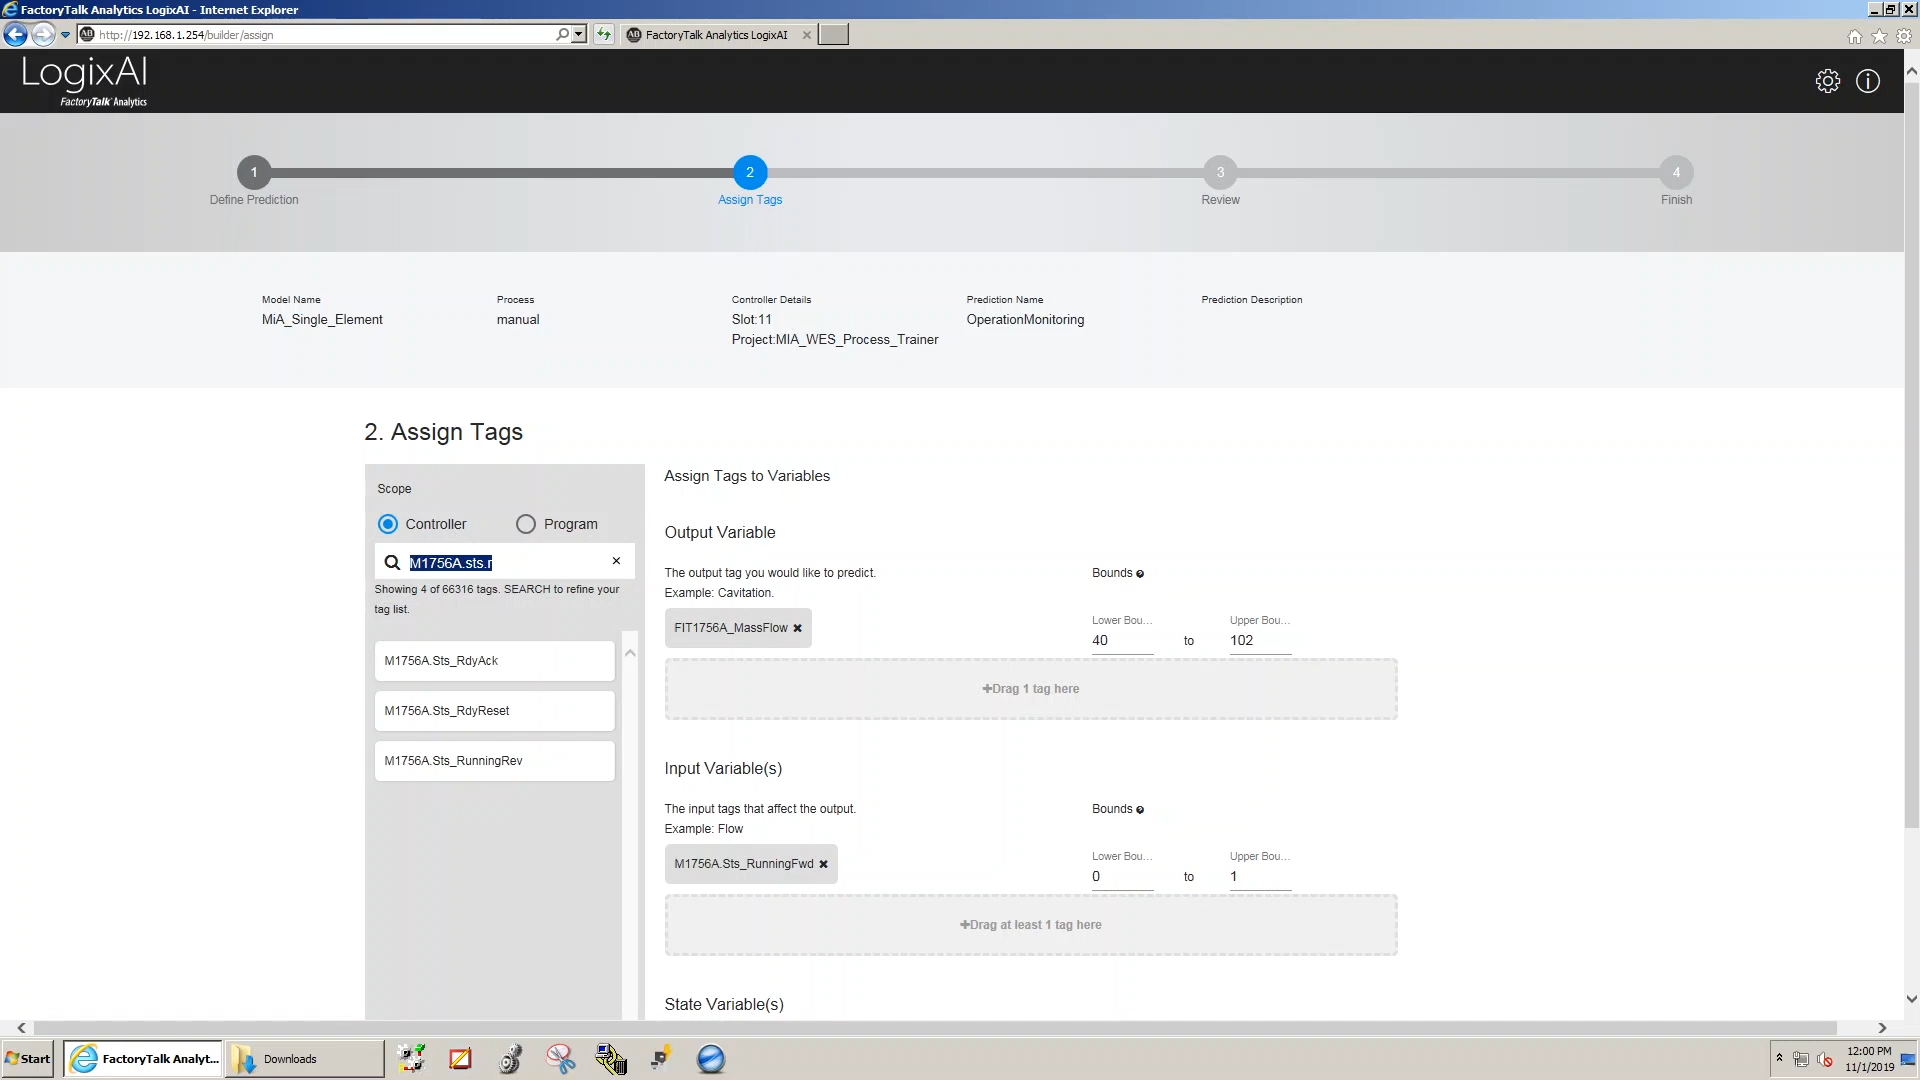 FactoryTalk Analytics LogixAI - Internet Explorer
http://192.168.1.254/builder/assign
FactoryTalk Analytics LogixAI
LogixAI
FactoryTalk Analytics
1
2
3
4
Define Prediction
Assign Tags
Review
Finish
Model Name
Process
Controller Details
Prediction Name
Prediction Description
MiA_Single_Element
manual
Slot:11
OperationMonitoring
Project:MIA_WES_Process_Trainer
2. Assign Tags
Scope
Controller
Program
M1756A.sts.r
Showing 4 of 66316 tags. SEARCH to refine your
tag list.
M1756A.Sts_RdyAck
M1756A.Sts_RdyReset
M1756A.Sts_RunningRev
Assign Tags to Variables
Output Variable
The output tag you would like to predict.
Bounds
Example: Cavitation.
FIT1756A_MassFlow
Lower Bou...
Upper Bou...
40
to
102
Drag 1 tag here
Input Variable(s)
The input tags that affect the output.
Bounds
Example: Flow
M1756A.Sts_RunningFwd
Lower Bou...
Upper Bou...
0
to
1
Drag at least 1 tag here
State Variable(s)
Start
FactoryTalk Analyt...
Downloads
12:00 PM
11/1/2019